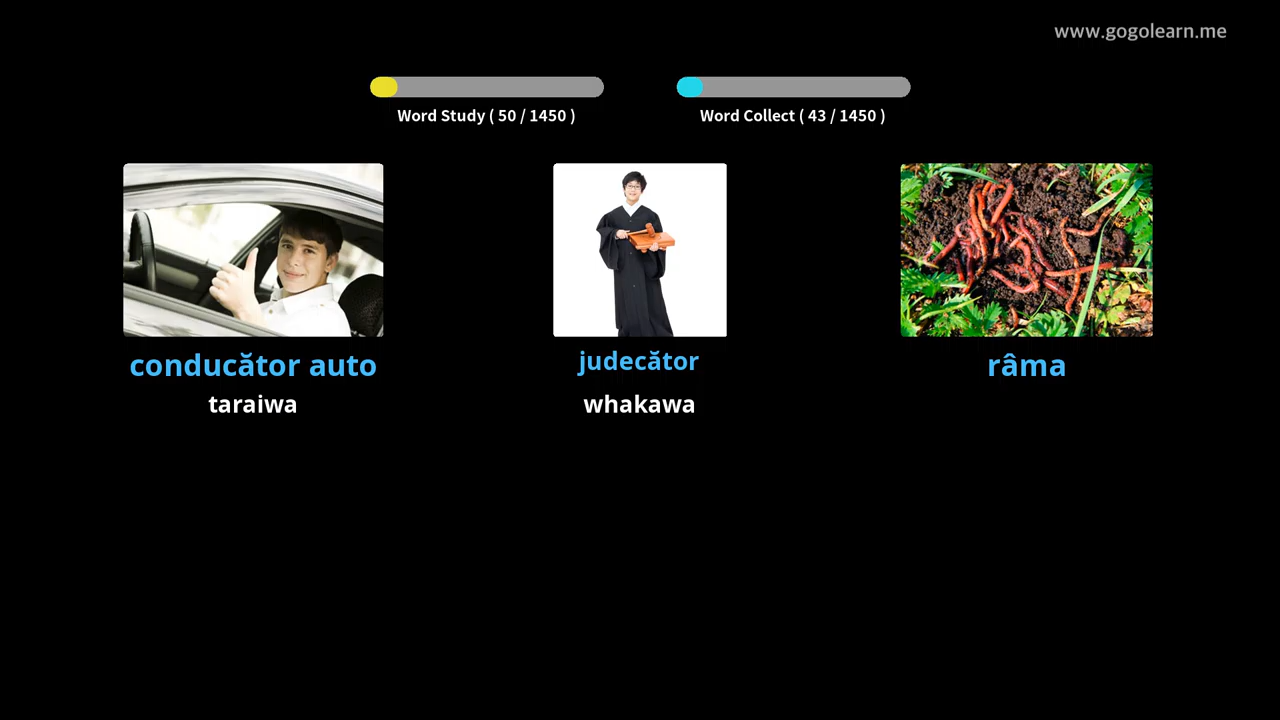 www.gogolearn.me
Word Study ( 50 / 1450 )
Word Collect ( 43 / 1450 )
conducător auto
judecător
râma
taraiwa
whakawa